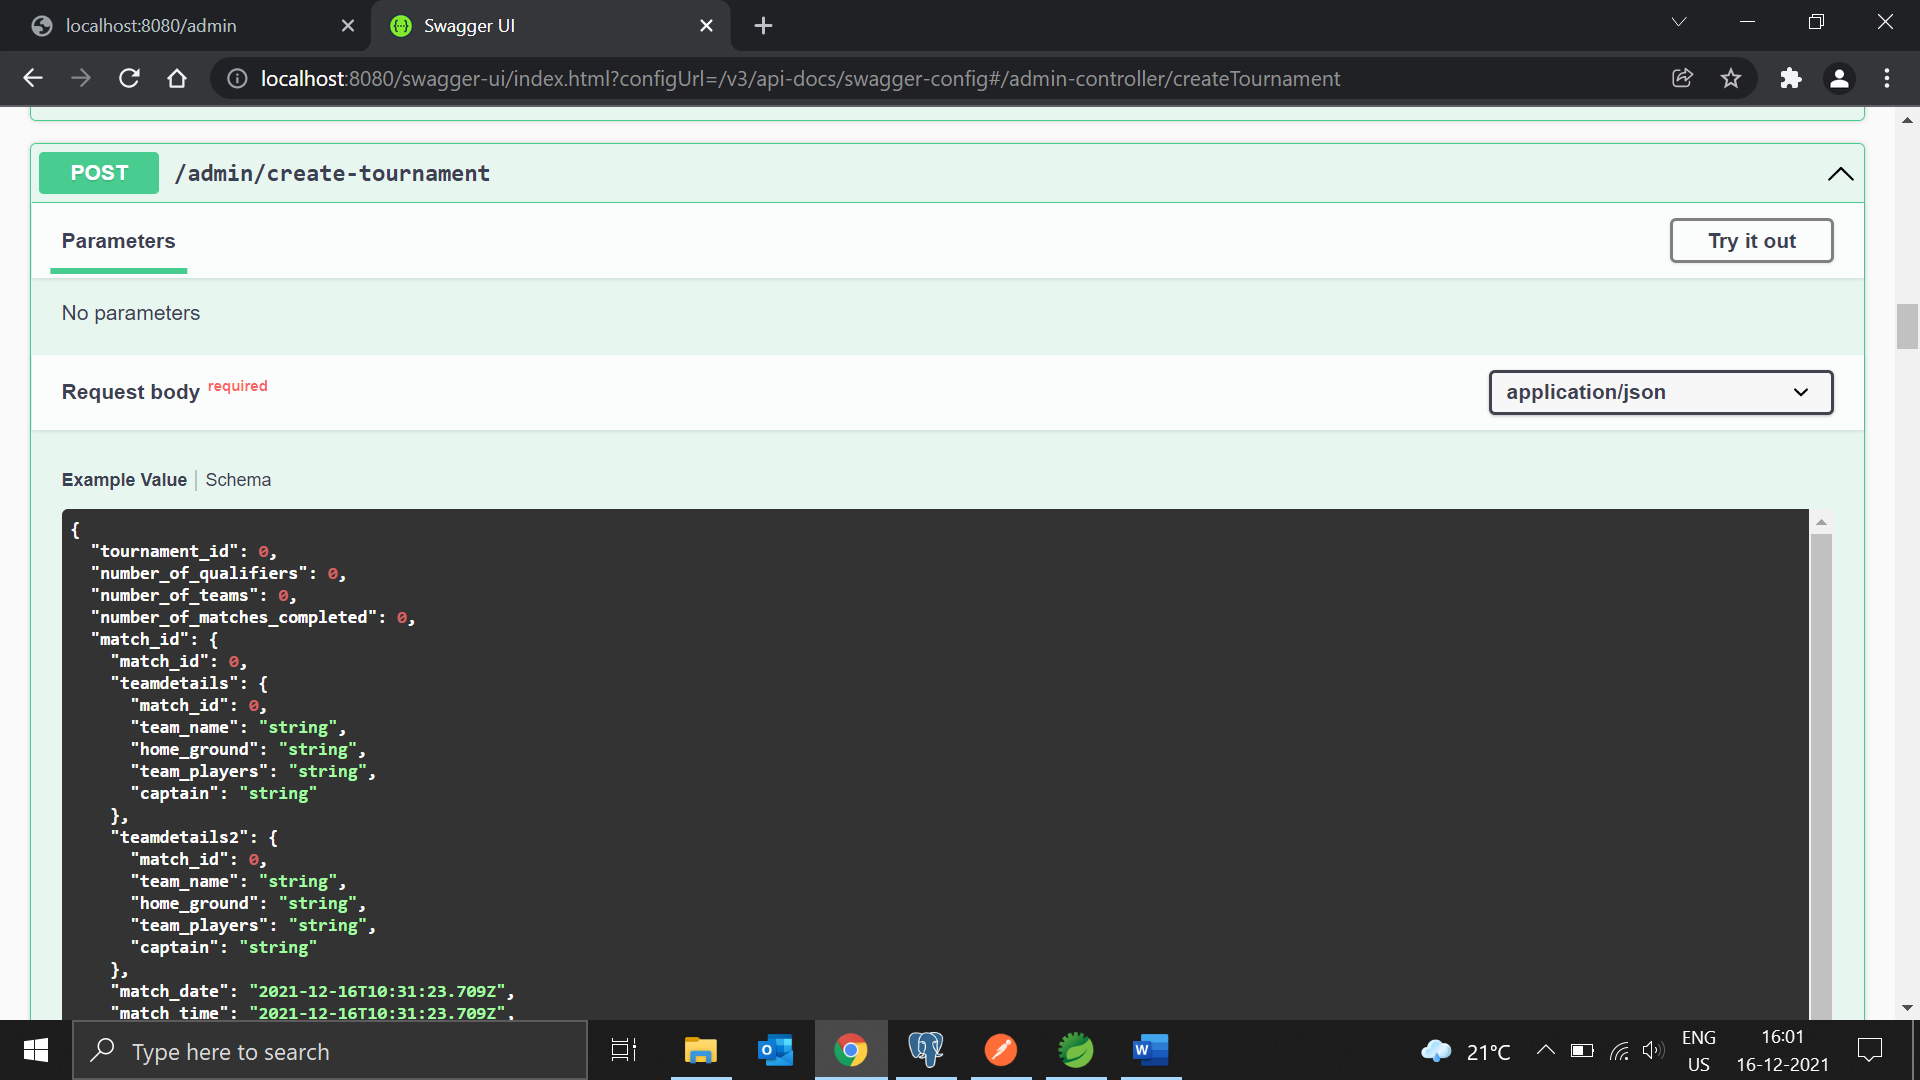 localhost:8080/admin
Swagger UI
localhost:8080/swagger-ui/index.html?configUrl=/v3/api-docs/swagger-config#/admin-controller/createTournament
POST /admin/create-tournament
Parameters
Try it out
No parameters
Request body required
application/json
Example Value | Schema
{
  "tournament_id": 0,
  "number_of_qualifiers": 0,
  "number_of_teams": 0,
  "number_of_matches_completed": 0,
  "match_id": {
    "match_id": 0,
    "teamdetails": {
      "match_id": 0,
      "team_name": "string",
      "home_ground": "string",
      "team_players": "string",
      "captain": "string"
    },
    "teamdetails2": {
      "match_id": 0,
      "team_name": "string",
      "home_ground": "string",
      "team_players": "string",
      "captain": "string"
    },
    "match_date": "2021-12-16T10:31:23.709Z",
    "match_time": "2021-12-16T10:31:23.709Z",
Type here to search
21°C
ENG
US
16:01
16-12-2021